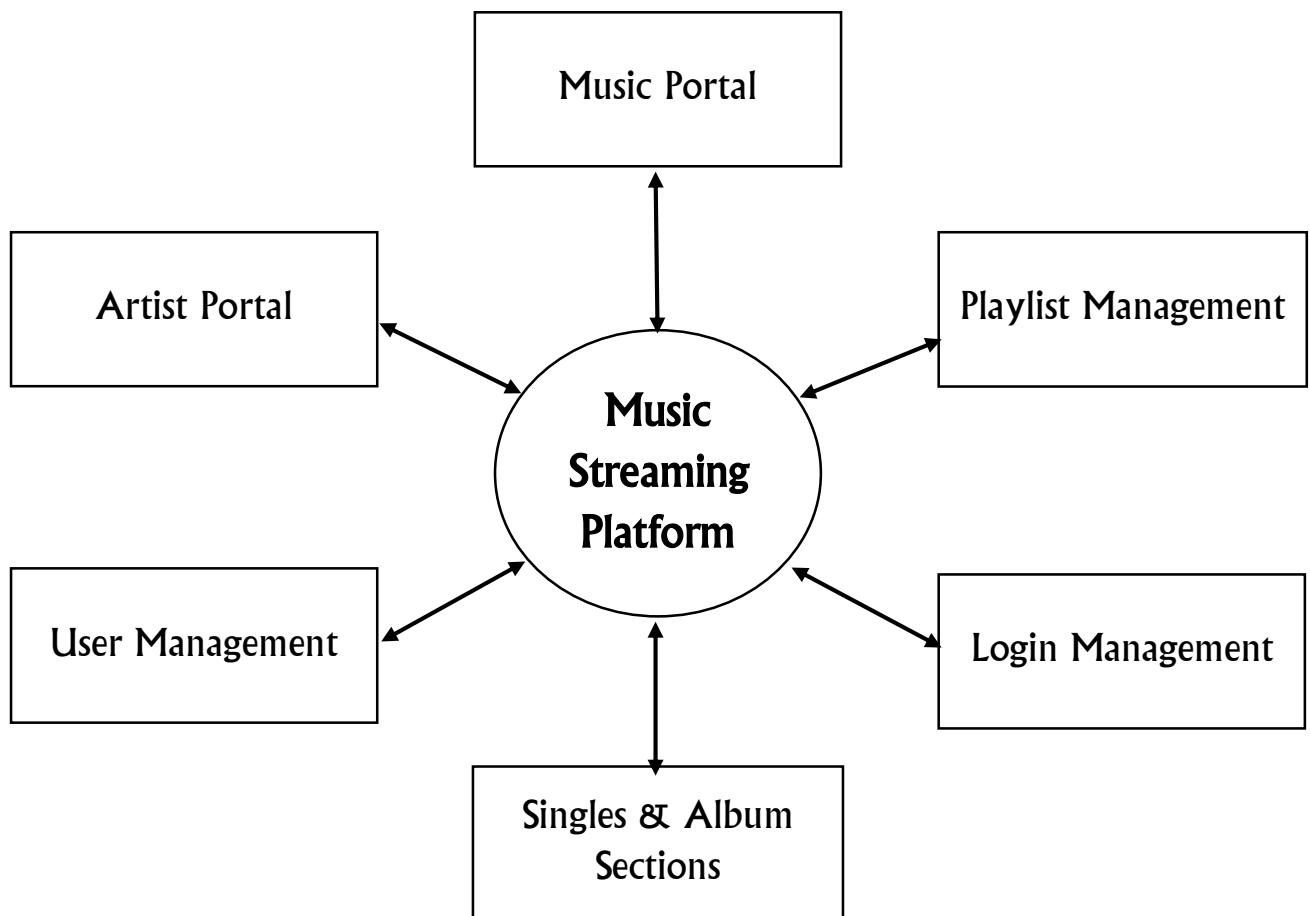 Music Portal
Artist Portal
Playlist Management
Music
Streaming
Platform
User Management
Login Management
Singles & Album
Sections